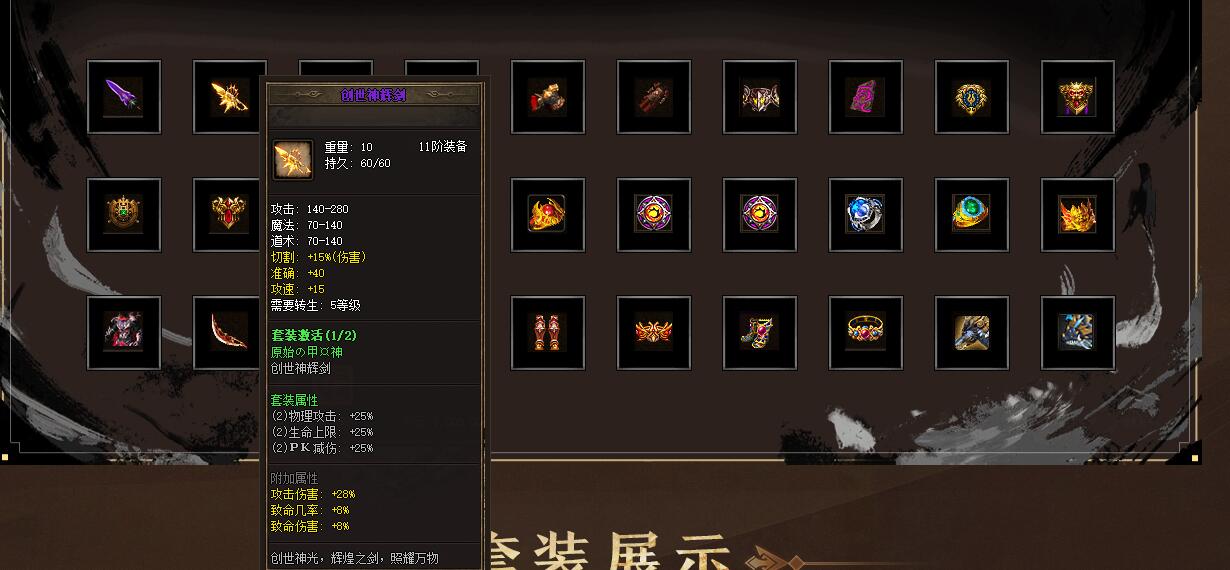 创世神辉剑
重量: 10 11阶装备
持久: 60/60
攻击: 140-280
魔法: 70-140
道术: 70-140
切割: +15%(伤害)
准确: +40
攻速: +15
需要转生: 5等级
套装激活(1/2)
原始の甲¤神
创世神辉剑
套装属性
(2)物理攻击: +25%
(2)生命上限: +25%
(2)PK减伤: +25%
附加属性
攻击伤害: +28%
致命几率: +8%
致命伤害: +8%
创世神光，辉煌之剑，照耀万物
套装展示